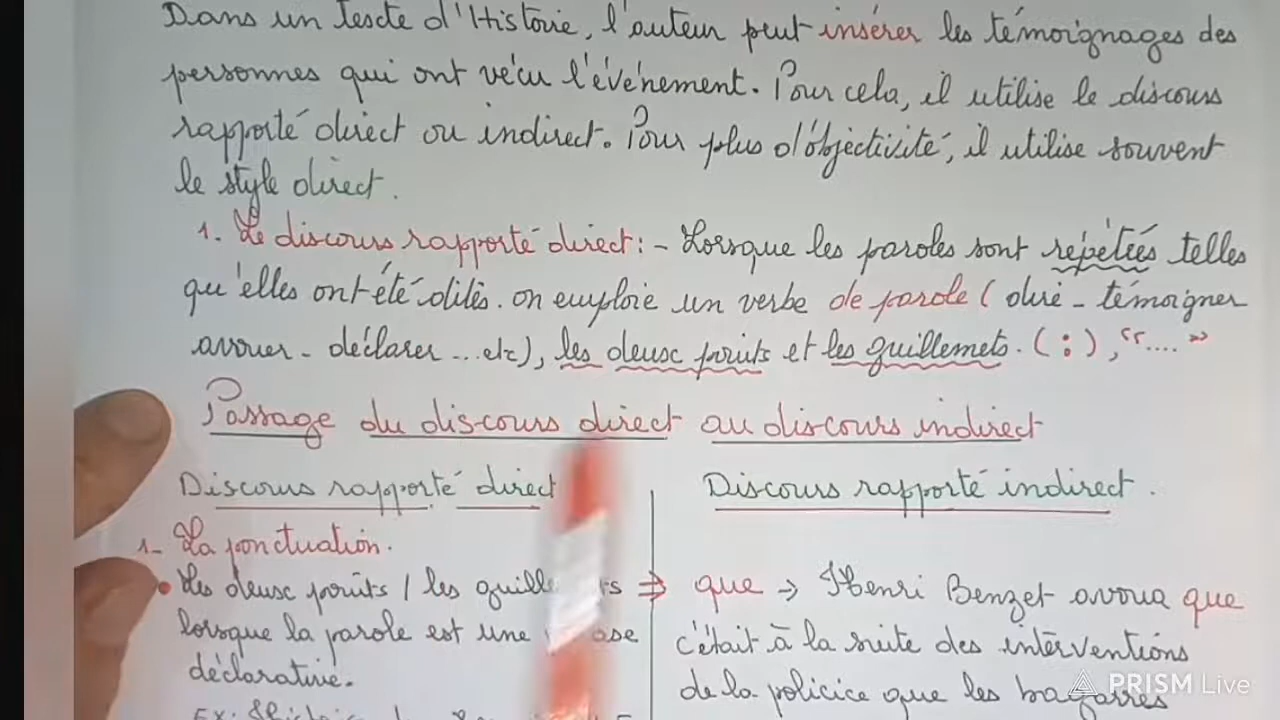 Dans un texte d'Histoire, l'auteur peut insérer les témoignages des
personnes qui ont vécu l'événement. Pour cela, il utilise le discours
rapporté direct ou indirect. Pour plus d'objectivité, il utilise souvent
le style direct.
1. Le discours rapporté direct: - Lorsque les paroles sont répétées telles
qu'elles ont été dites. on emploie un verbe de parole ( dire - témoigner
avouer - déclarer ... etc), les deux points et les guillemets. ( : ) , "....."
Passage du discours direct au discours indirect
Discours rapporté direct
Discours rapporté indirect.
1- La ponctuation.
• Les deux points / les
lorsque la parole est une
déclarative.
Ex:
⇒ que → Henri Benzet avoua que
c'était à la suite des interventions
de la policice que les bagarres
PRISM Live